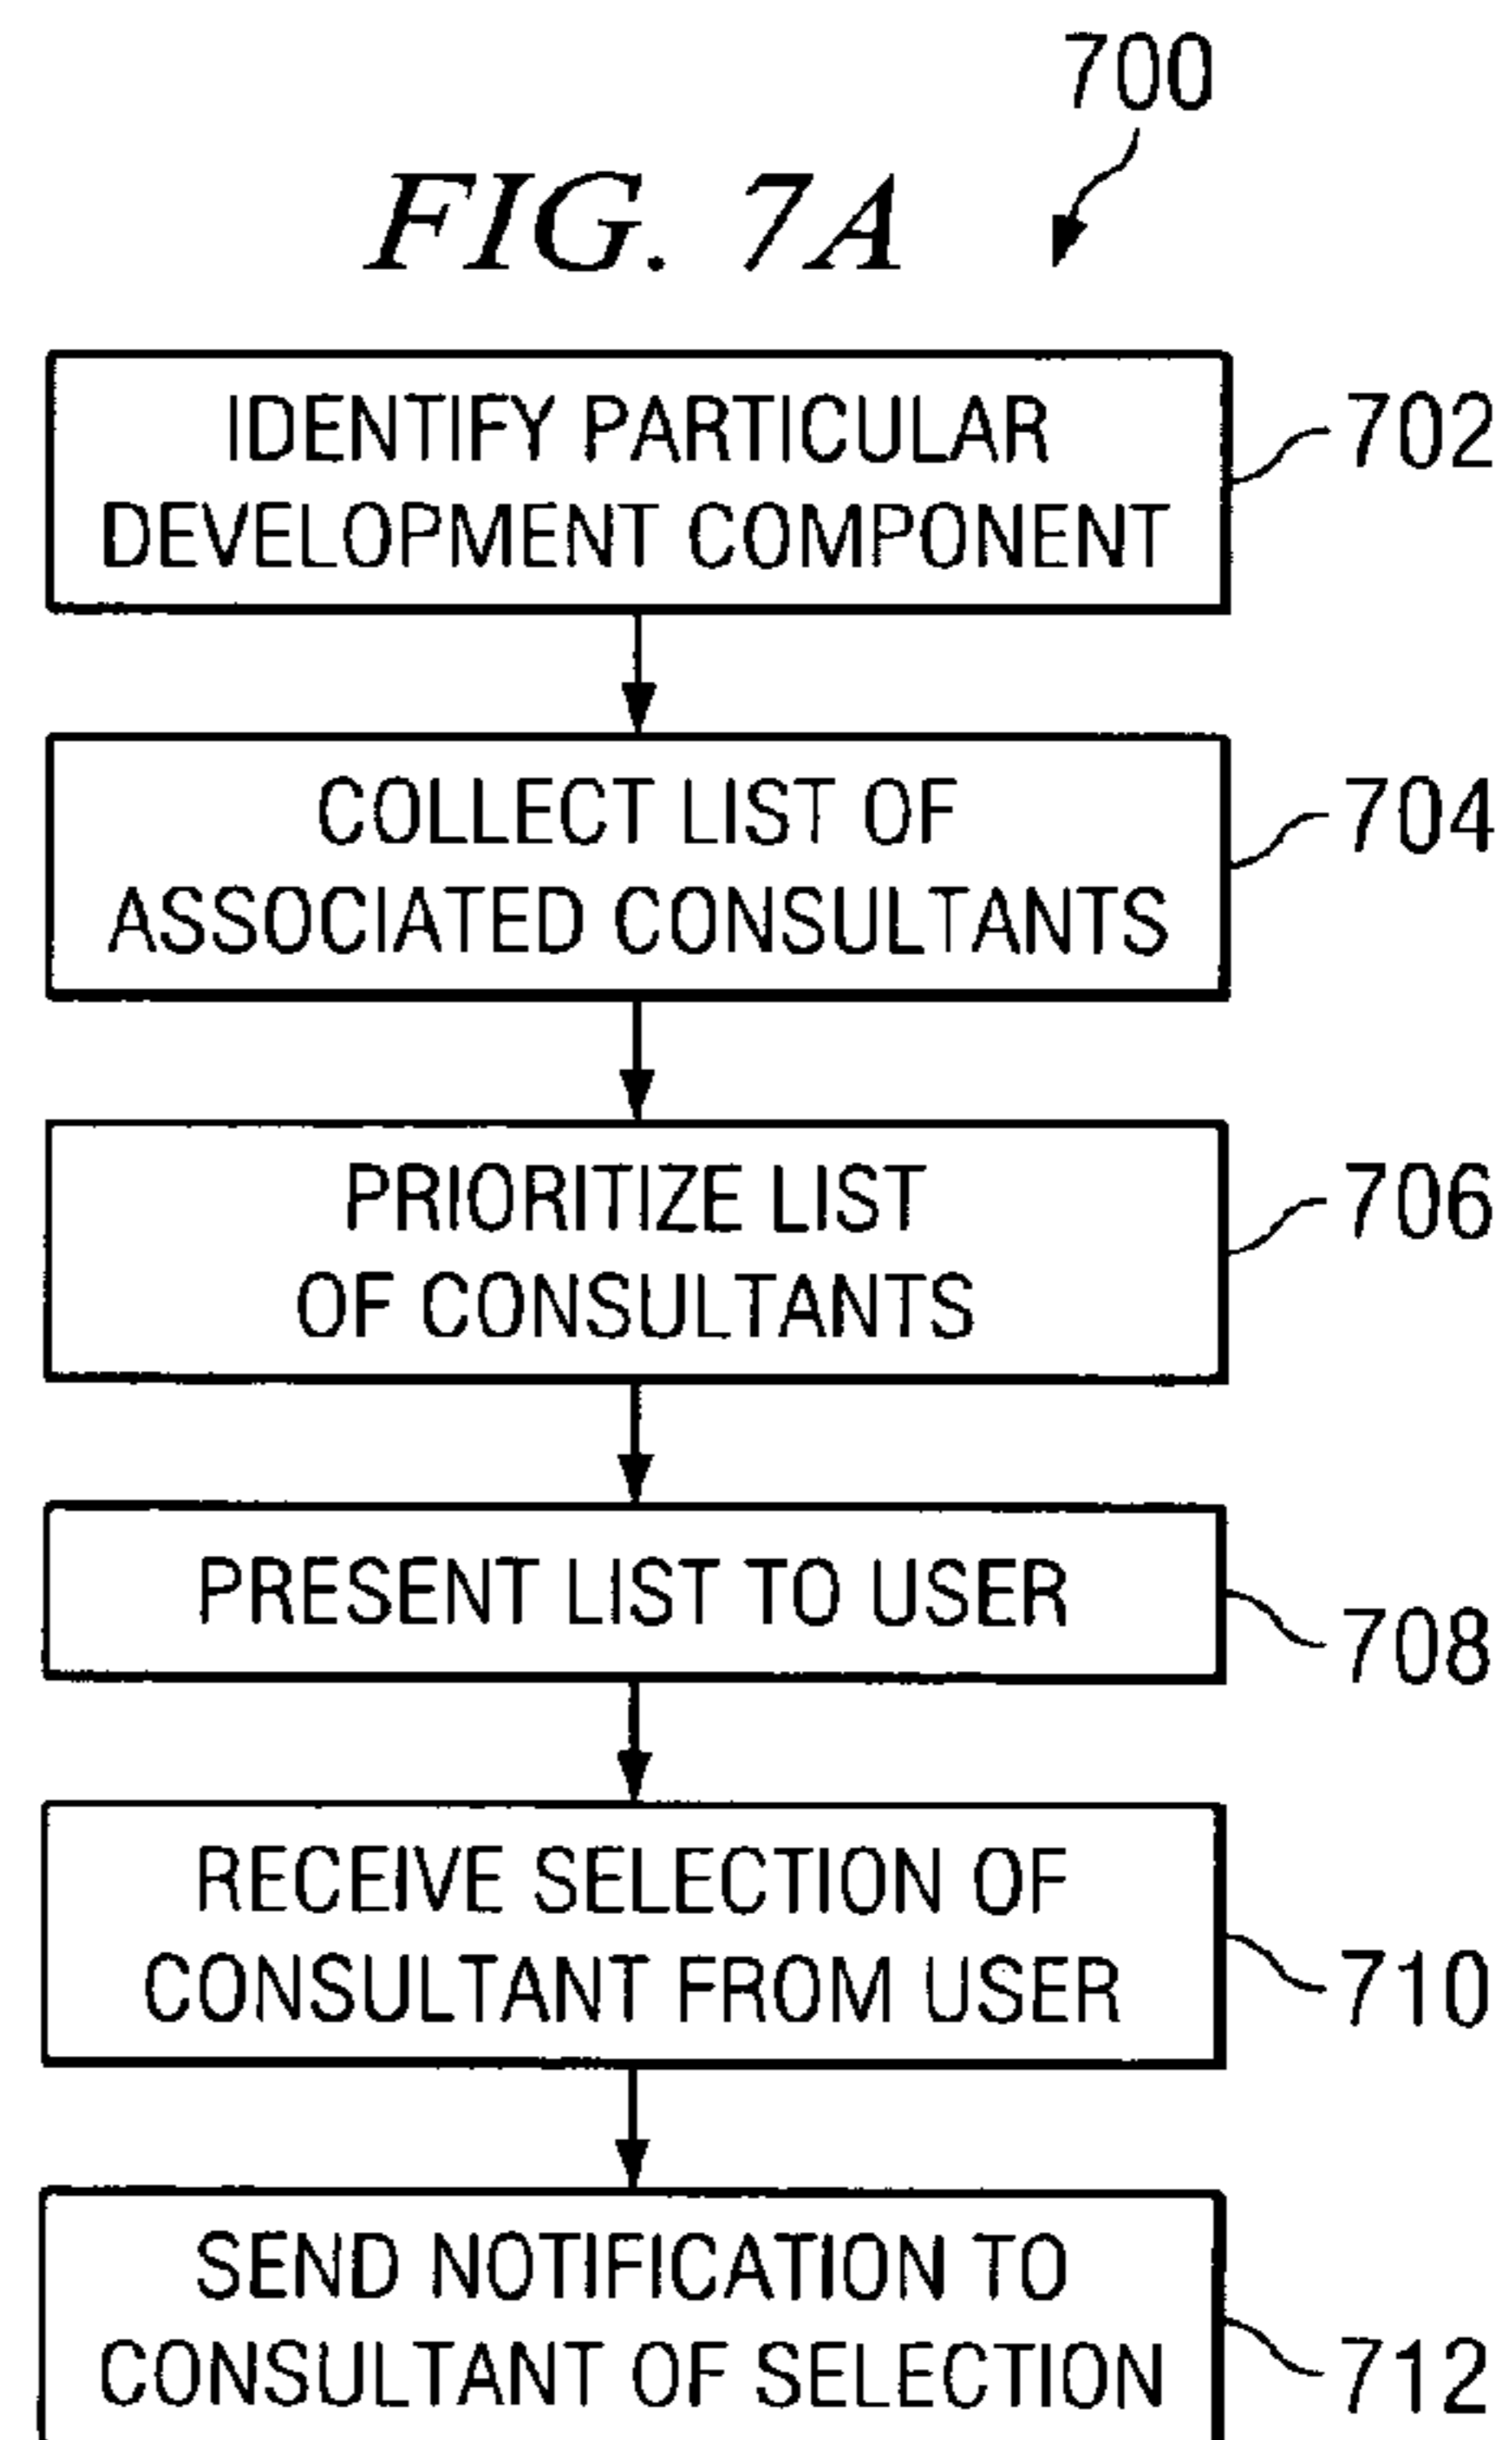 700
FIG. 7A
IDENTIFY PARTICULAR
DEVELOPMENT COMPONENT
702
COLLECT LIST OF
ASSOCIATED CONSULTANTS
704
PRIORITIZE LIST
OF CONSULTANTS
706
PRESENT LIST TO USER
708
RECEIVE SELECTION OF
CONSULTANT FROM USER
710
SEND NOTIFICATION TO
CONSULTANT OF SELECTION
712